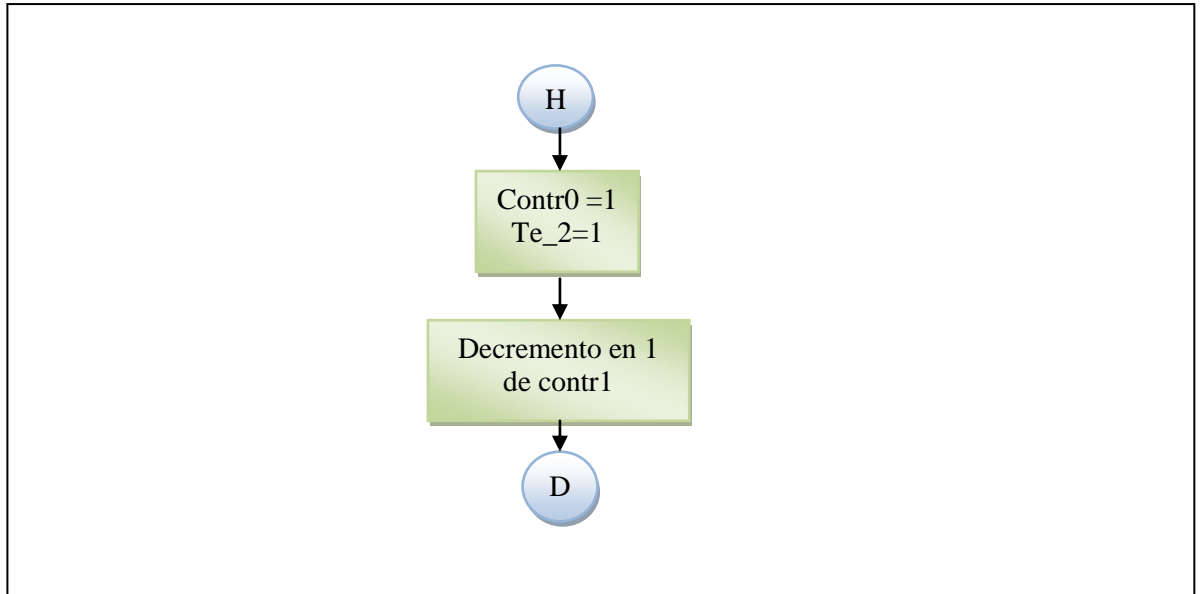 H
Contr0 =1
Te_2=1
Decremento en 1
de contr1
D